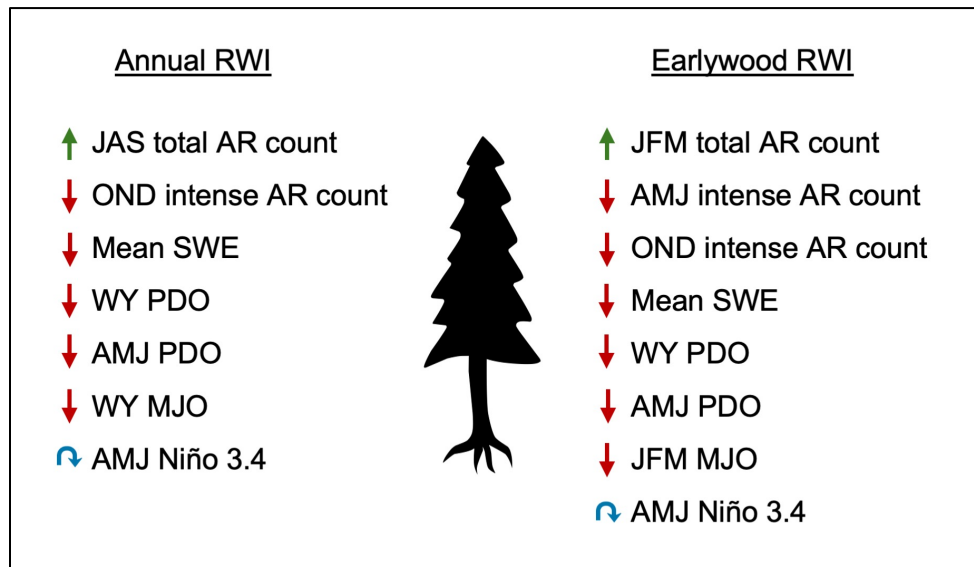 Annual RWI
JAS total AR count
OND intense AR count
Mean SWE
WY PDO
AMJ PDO
WY MJO
AMJ Niño 3.4
Earlywood RWI
JFM total AR count
AMJ intense AR count
OND intense AR count
Mean SWE
WY PDO
AMJ PDO
JFM MJO
AMJ Niño 3.4